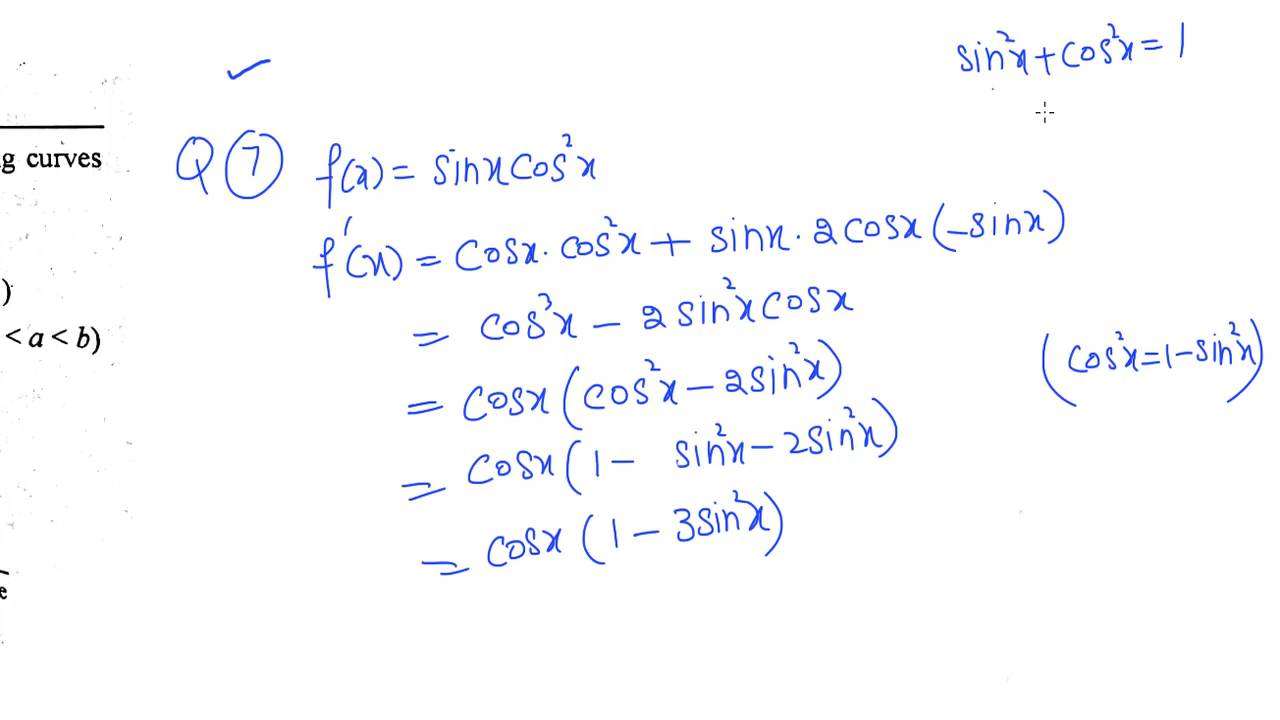 sin²x + cos²x = 1
g curves
Q 7 f(x) = sinx cos²x
f'(x) = cosx · cos²x + sinx · 2cosx (-sinx)
)
= cos³x - 2sin²x cosx
< a < b)
(cos²x = 1 - sin²x)
= cosx (cos²x - 2sin²x)
= cosx (1 - sin²x - 2sin²x)
= cosx (1 - 3sin²x)
e